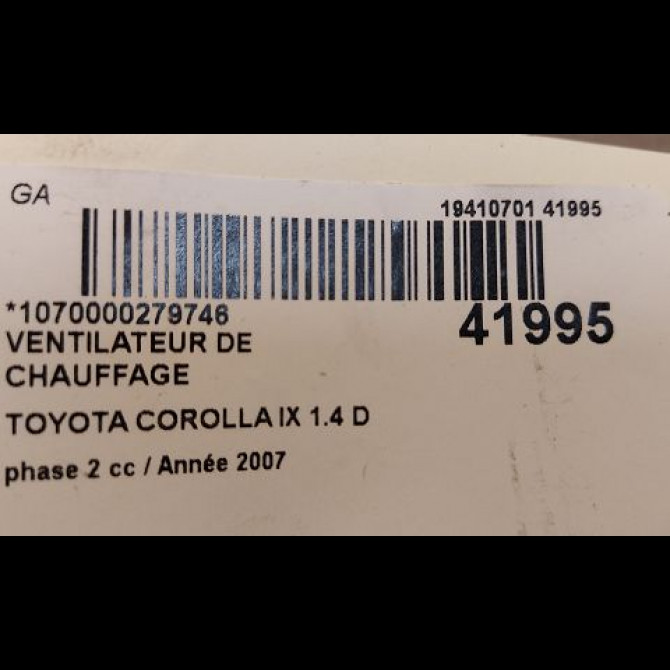 GA
19410701 41995
*1070000279746
41995
VENTILATEUR DE
CHAUFFAGE
TOYOTA COROLLA IX 1.4 D
phase 2 cc / Année 2007